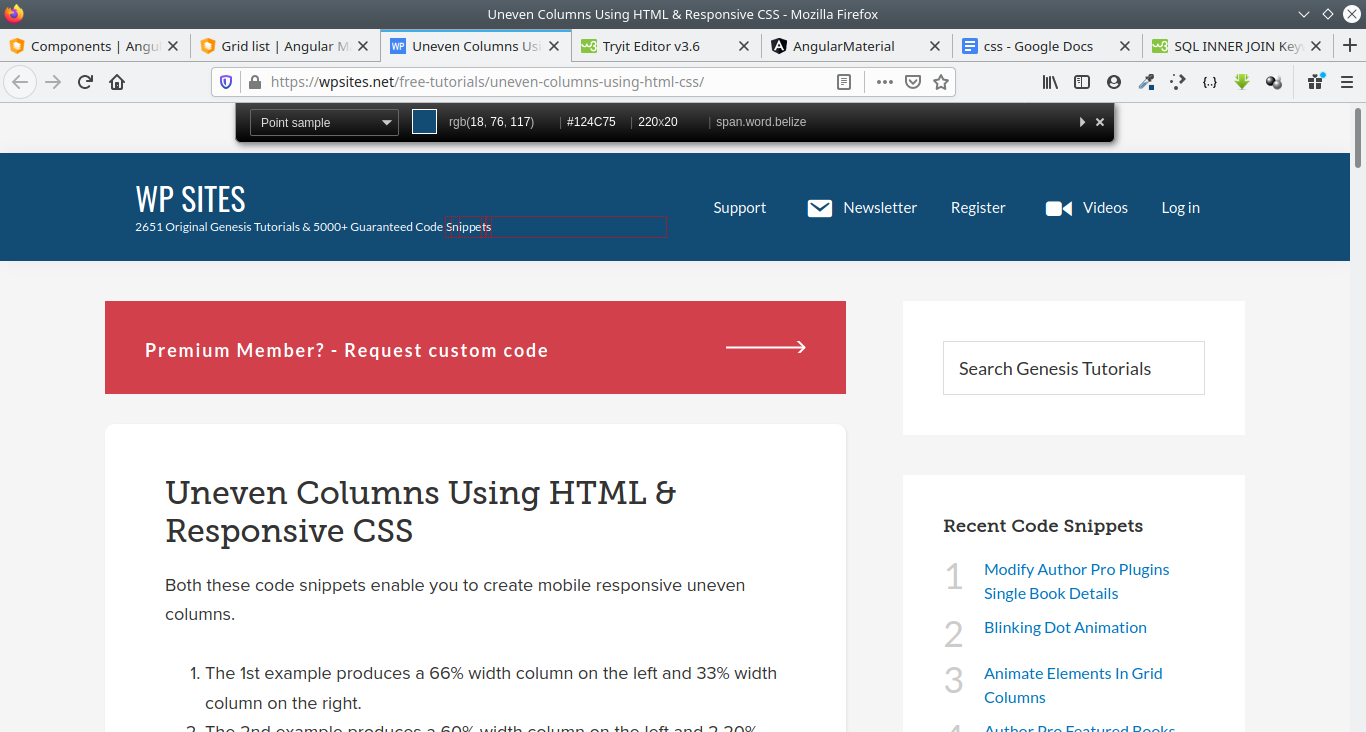 Uneven Columns Using HTML & Responsive CSS - Mozilla Firefox
Components | Angul
Grid list | Angular M
WP Uneven Columns Usi
Tryit Editor v3.6
AngularMaterial
css - Google Docs
SQL INNER JOIN Key
https://wpsites.net/free-tutorials/uneven-columns-using-html-css/
Point sample
rgb(18, 76, 117) | #124C75 | 220x20 | span.word.belize
WP SITES
2651 Original Genesis Tutorials & 5000+ Guaranteed Code Snippets
Support Newsletter Register Videos Log in
Premium Member? - Request custom code
Search Genesis Tutorials
Uneven Columns Using HTML &
Responsive CSS
Both these code snippets enable you to create mobile responsive uneven
columns.
1. The 1st example produces a 66% width column on the left and 33% width
column on the right.
2. The 2nd example produces a 60% width column on the left and 2 20%
Recent Code Snippets
1 Modify Author Pro Plugins
Single Book Details
2 Blinking Dot Animation
3 Animate Elements In Grid
Columns
4 Author Pro Featured Books